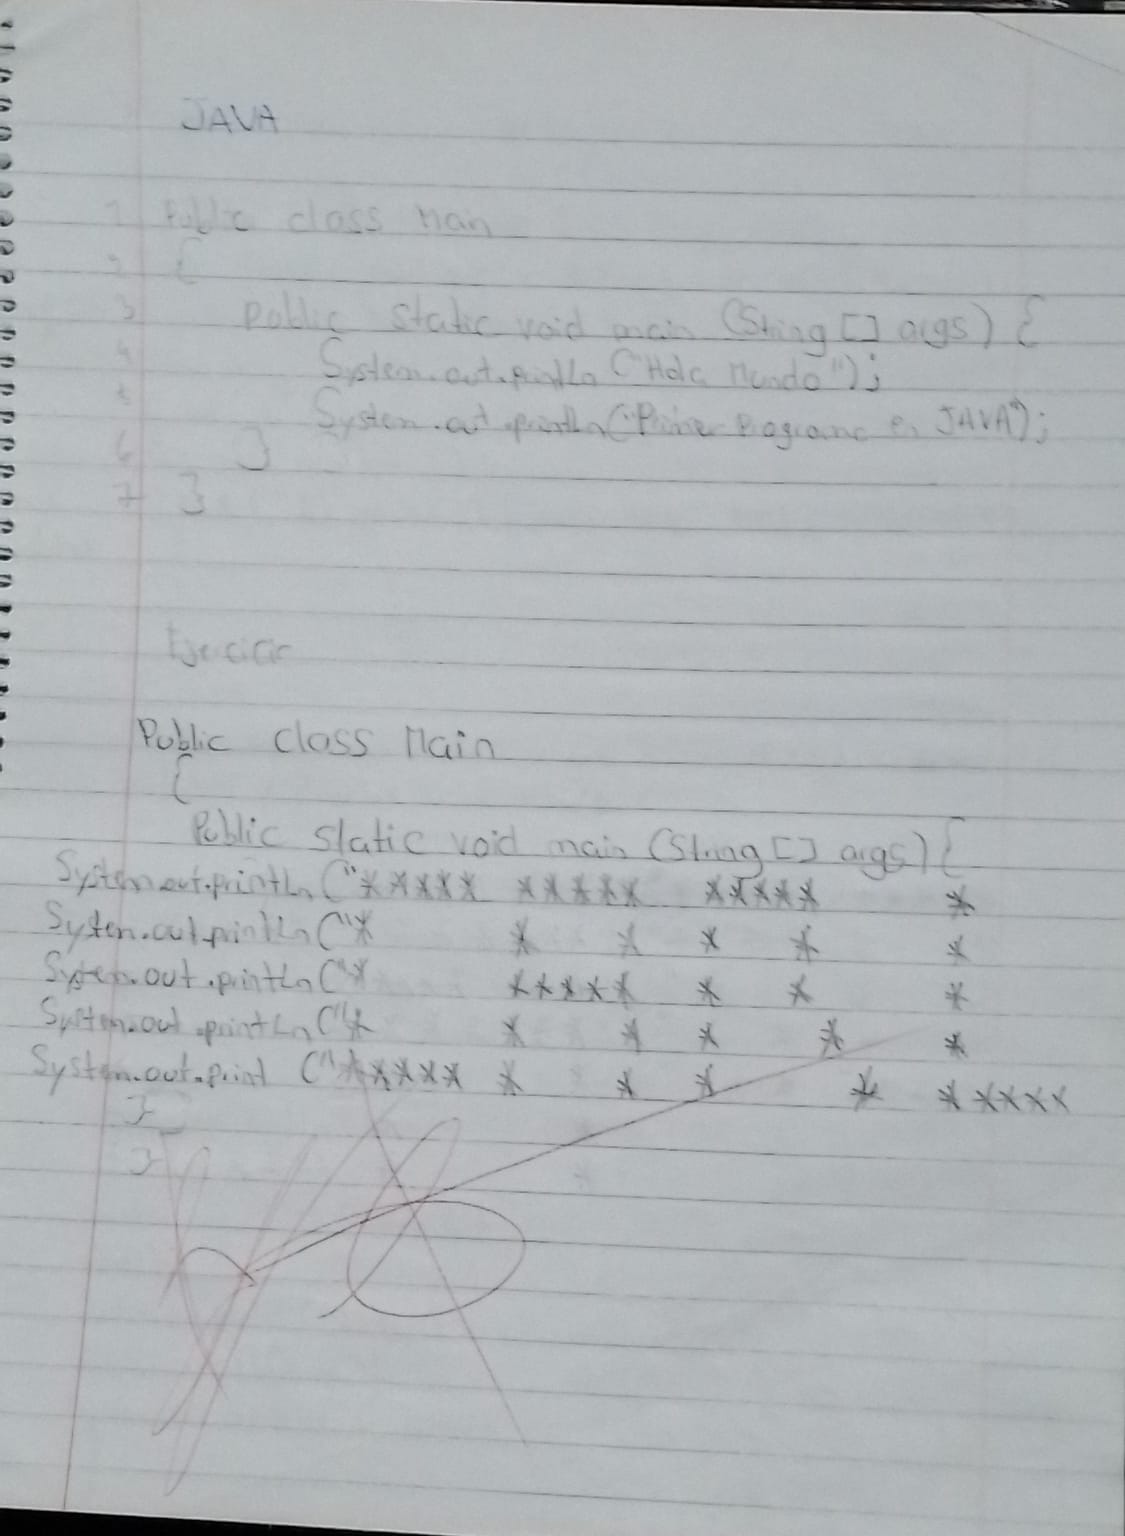 JAVA
1 Public class Main
2 {
3 public static void main (String [] args) {
4 System.out.println ("Hola Mundo");
5 System.out.println ("Primer Programa en JAVA");
6 }
7 }
Ejercicio
Public class Main
{
Public static void main (String [] args) {
System.out.println ("***** ***** ***** *
System.out.println ("* * * * * *
System.out.println ("* ***** * * *
System.out.println ("* * * * * *
System.out.print ("***** * * * * *****
}
}